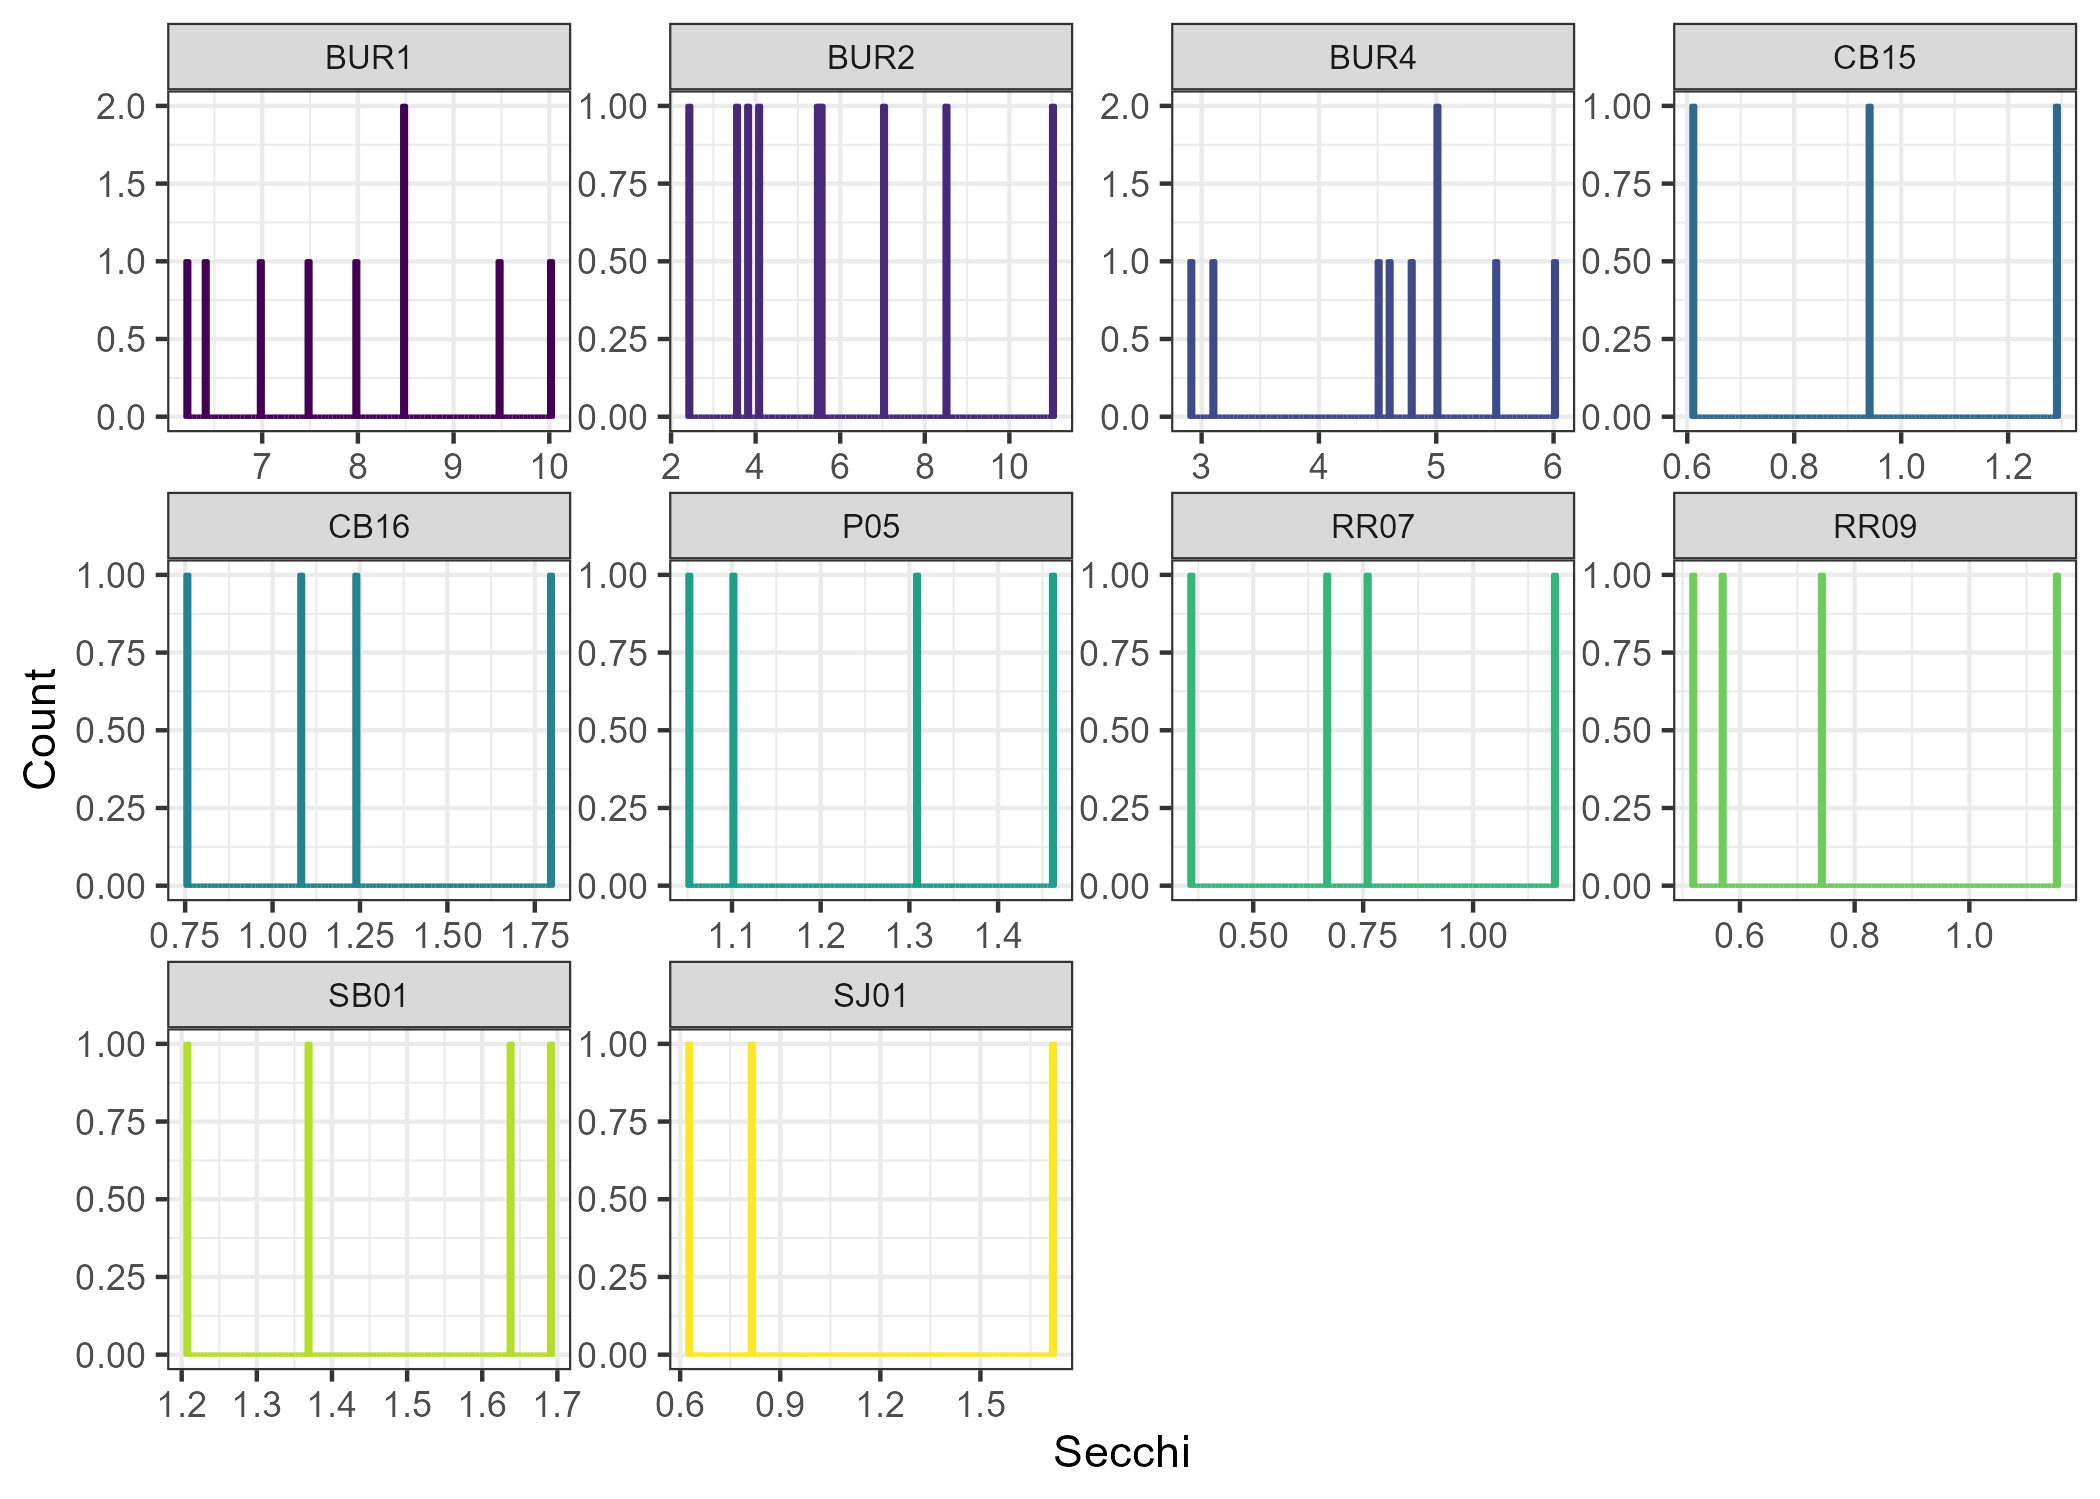 BUR1 BUR2 BUR4 CB15
2.0 1.00 2.0 1.00
1.5 0.75 1.5 0.75
1.0 0.50 1.0 0.50
0.5 0.25 0.5 0.25
0.0 0.00 0.0 0.00
7 8 9 10 2 4 6 8 10 3 4 5 6 0.6 0.8 1.0 1.2
CB16 P05 RR07 RR09
1.00 1.00 1.00 1.00
0.75 0.75 0.75 0.75
0.50 0.50 0.50 0.50
0.25 0.25 0.25 0.25
0.00 0.00 0.00 0.00
0.75 1.00 1.25 1.50 1.75 1.1 1.2 1.3 1.4 0.50 0.75 1.00 0.6 0.8 1.0
Count
SB01 SJ01
1.00 1.00
0.75 0.75
0.50 0.50
0.25 0.25
0.00 0.00
1.2 1.3 1.4 1.5 1.6 1.7 0.6 0.9 1.2 1.5
Secchi